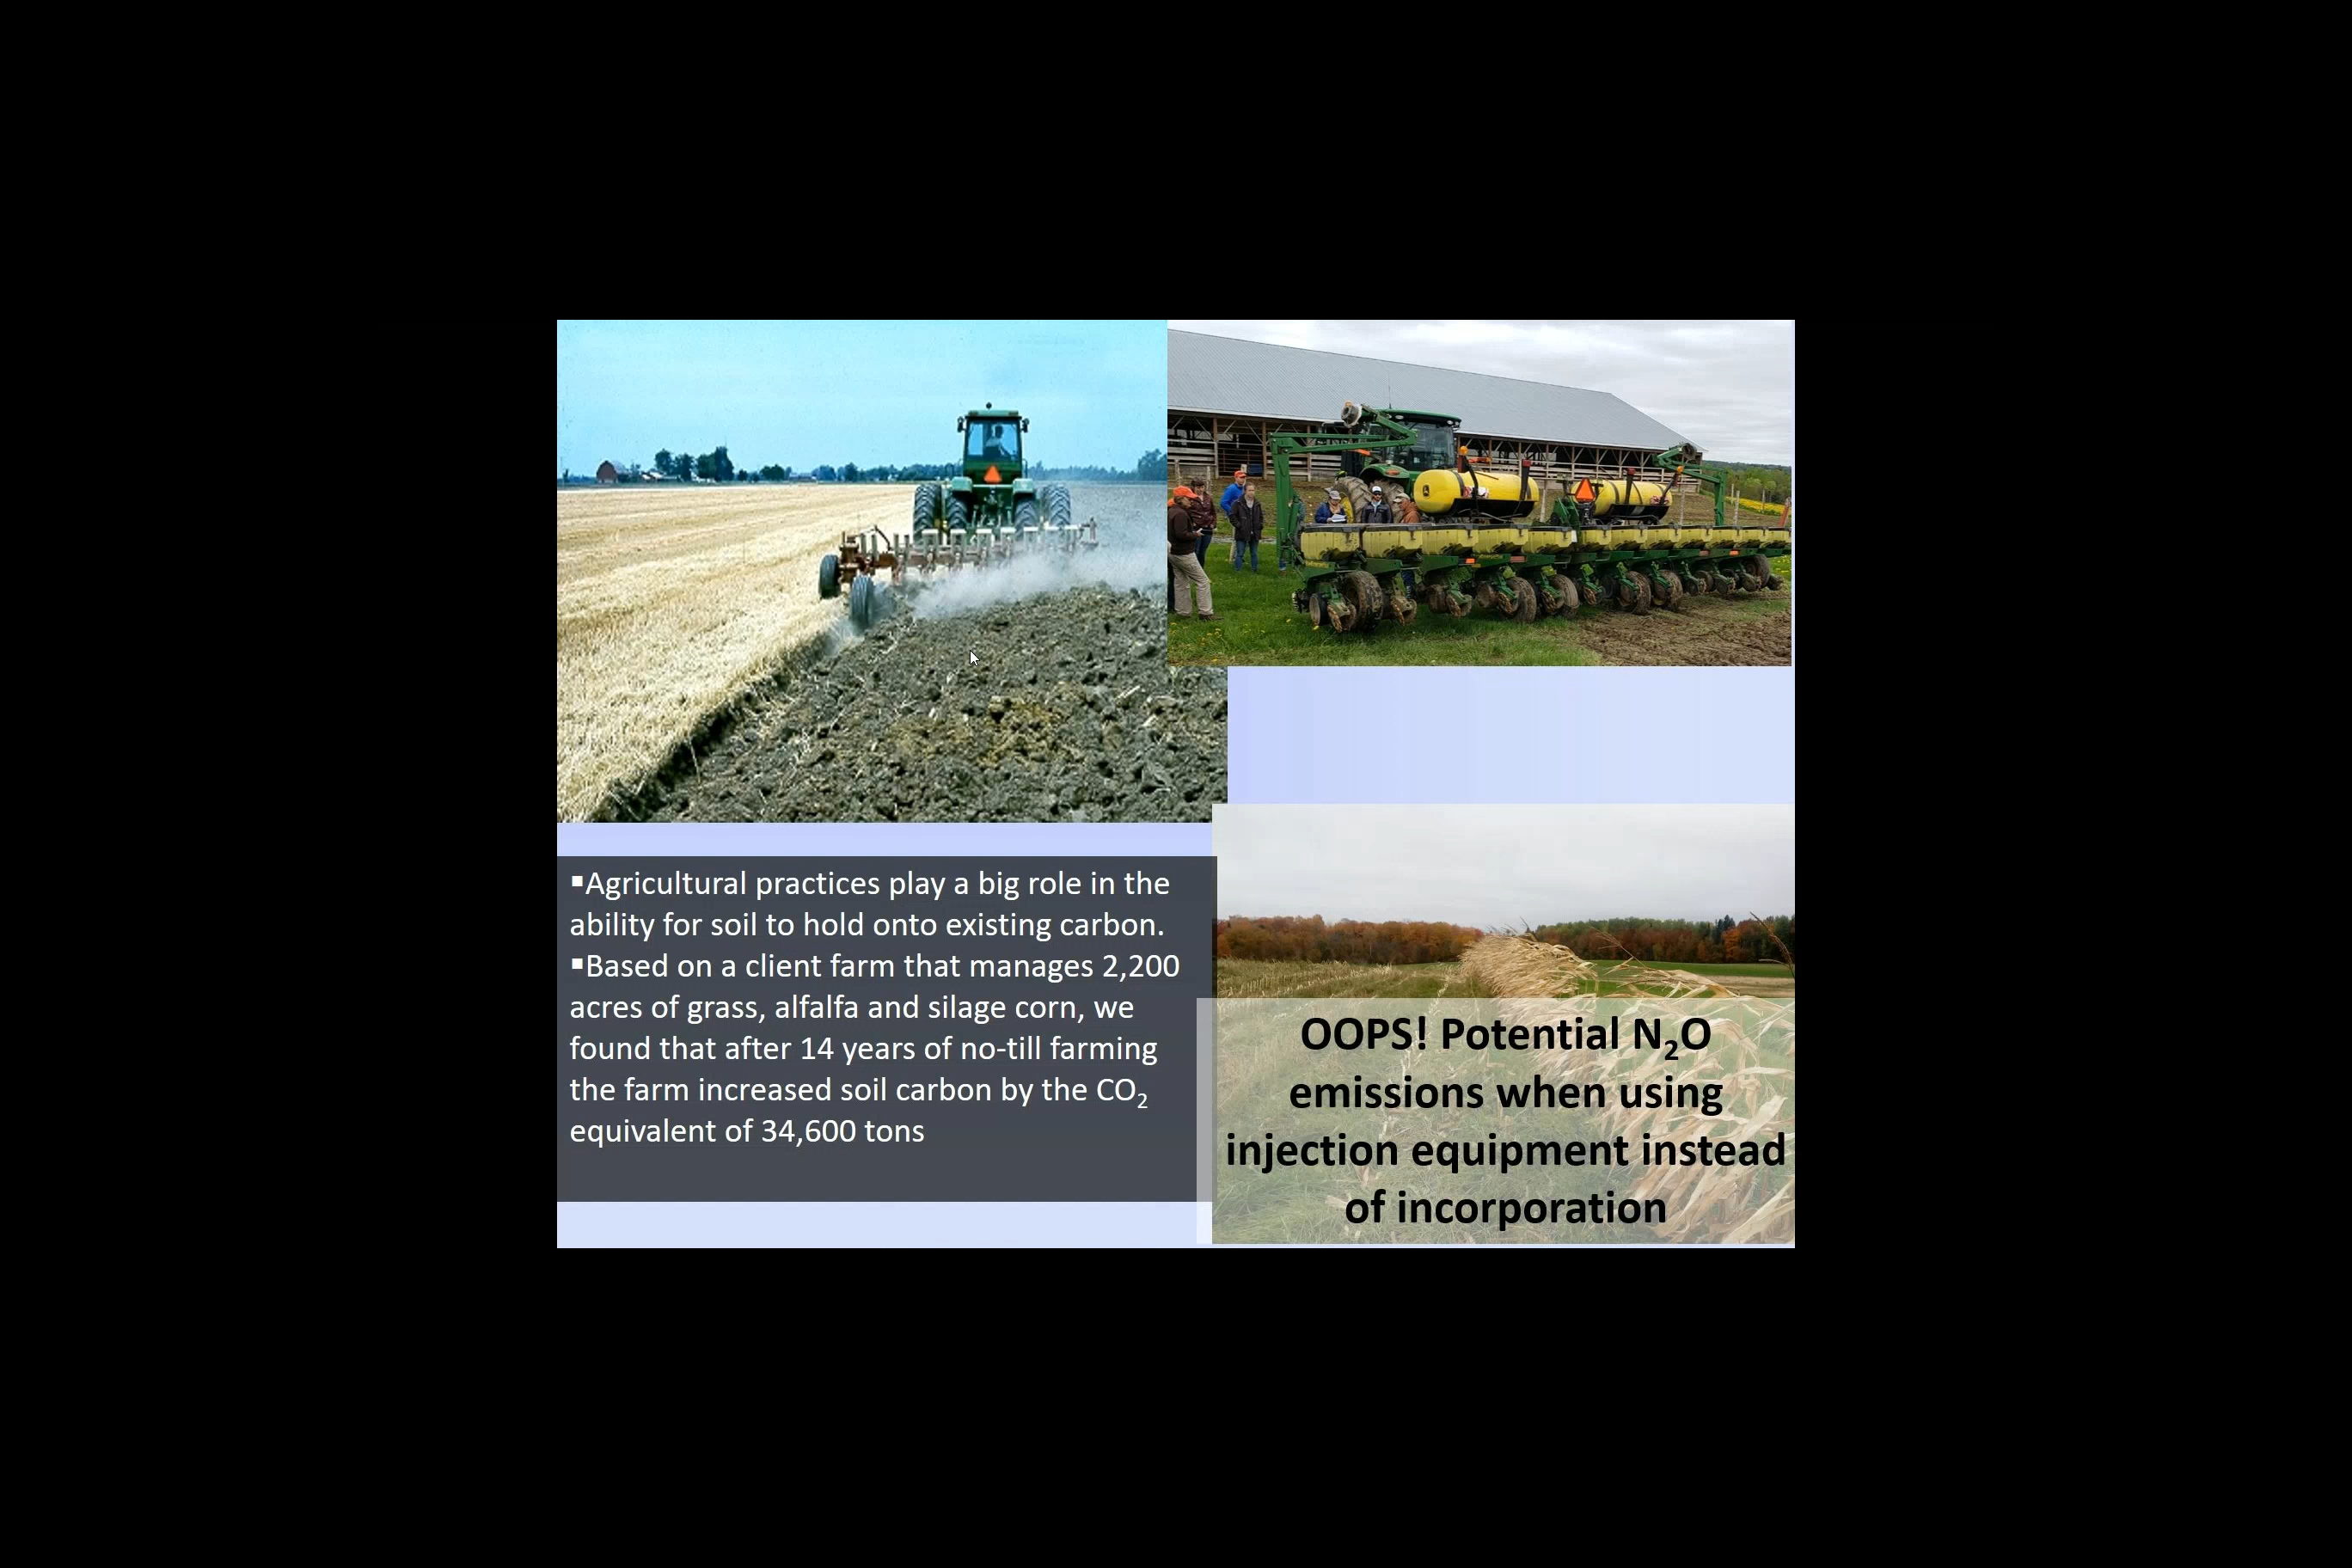 ▪Agricultural practices play a big role in the
ability for soil to hold onto existing carbon.
▪Based on a client farm that manages 2,200
acres of grass, alfalfa and silage corn, we
found that after 14 years of no-till farming
the farm increased soil carbon by the CO₂
equivalent of 34,600 tons
OOPS! Potential N₂O
emissions when using
injection equipment instead
of incorporation